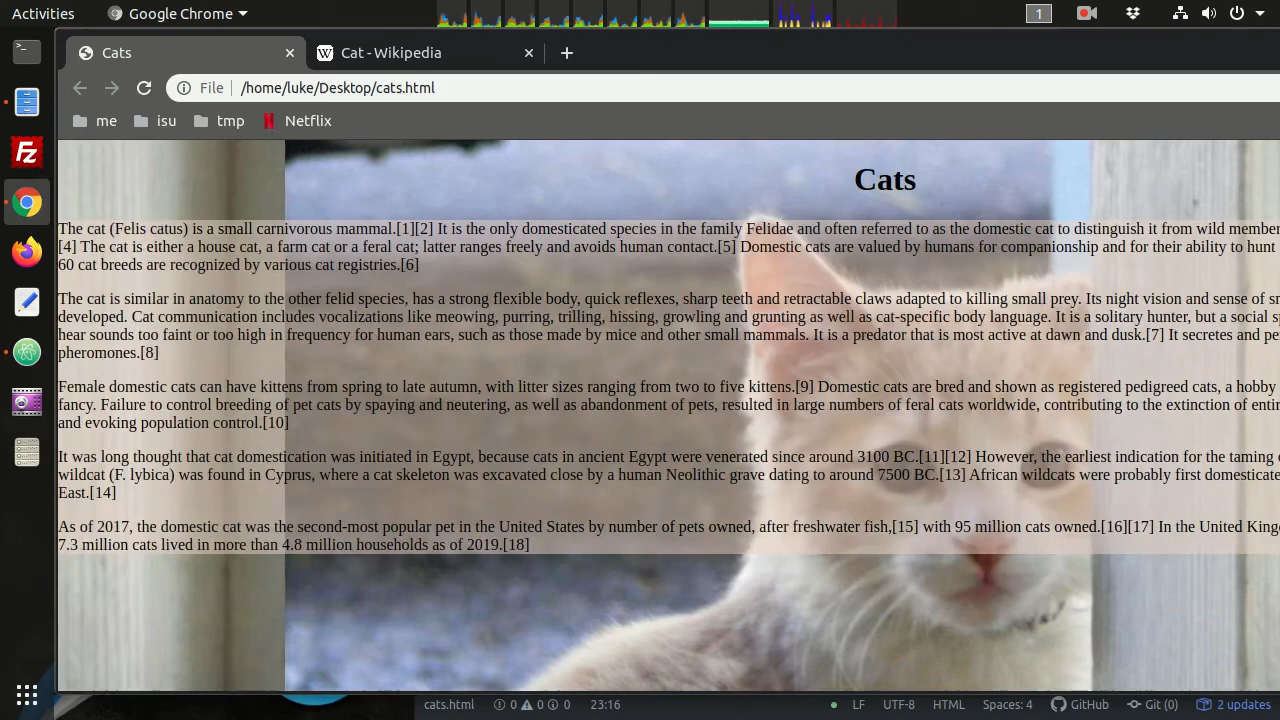 Activities Google Chrome 1
Cats Cat - Wikipedia
File /home/luke/Desktop/cats.html
me isu tmp Netflix
Cats
The cat (Felis catus) is a small carnivorous mammal.[1][2] It is the only domesticated species in the family Felidae and often referred to as the domestic cat to distinguish it from wild member
[4] The cat is either a house cat, a farm cat or a feral cat; latter ranges freely and avoids human contact.[5] Domestic cats are valued by humans for companionship and for their ability to hunt
60 cat breeds are recognized by various cat registries.[6]
The cat is similar in anatomy to the other felid species, has a strong flexible body, quick reflexes, sharp teeth and retractable claws adapted to killing small prey. Its night vision and sense of sm
developed. Cat communication includes vocalizations like meowing, purring, trilling, hissing, growling and grunting as well as cat-specific body language. It is a solitary hunter, but a social sp
hear sounds too faint or too high in frequency for human ears, such as those made by mice and other small mammals. It is a predator that is most active at dawn and dusk.[7] It secretes and pe
pheromones.[8]
Female domestic cats can have kittens from spring to late autumn, with litter sizes ranging from two to five kittens.[9] Domestic cats are bred and shown as registered pedigreed cats, a hobby
fancy. Failure to control breeding of pet cats by spaying and neutering, as well as abandonment of pets, resulted in large numbers of feral cats worldwide, contributing to the extinction of entir
and evoking population control.[10]
It was long thought that cat domestication was initiated in Egypt, because cats in ancient Egypt were venerated since around 3100 BC.[11][12] However, the earliest indication for the taming o
wildcat (F. lybica) was found in Cyprus, where a cat skeleton was excavated close by a human Neolithic grave dating to around 7500 BC.[13] African wildcats were probably first domesticate
East.[14]
As of 2017, the domestic cat was the second-most popular pet in the United States by number of pets owned, after freshwater fish,[15] with 95 million cats owned.[16][17] In the United King
7.3 million cats lived in more than 4.8 million households as of 2019.[18]
cats.html 0 0 0 23:16 LF UTF-8 HTML Spaces: 4 GitHub Git (0) 2 updates